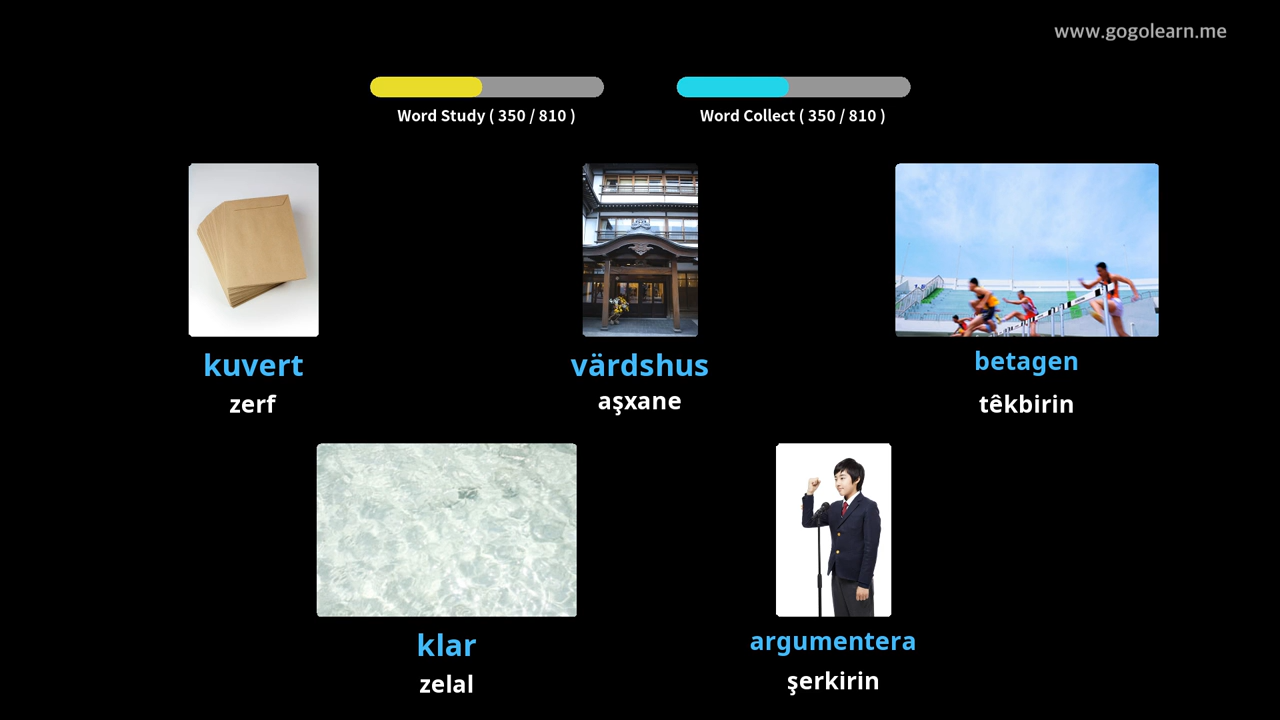 www.gogolearn.me
Word Study ( 350 / 810 )
Word Collect ( 350 / 810 )
kuvert
zerf
värdshus
aşxane
betagen
têkbirin
klar
zelal
argumentera
şerkirin